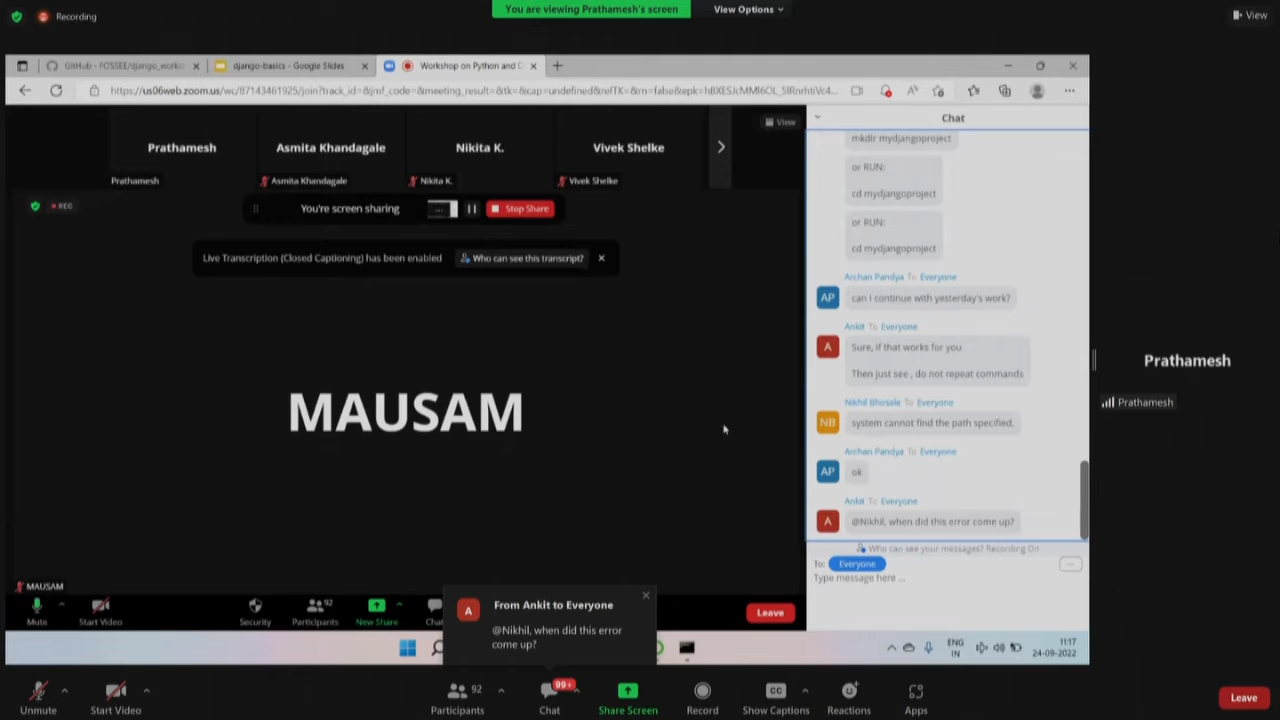 You are viewing Prathamesh's screen
View Options
Recording
View
GitHub - FOSSEE/django_works
django-basics - Google Slides
Workshop on Python and D
Chat
Prathamesh
Asmita Khandagale
Nikita K.
Vivek Shelke
View
Prathamesh
Asmita Khandagale
Nikita K.
Vivek Shelke
REC
You're screen sharing
Stop Share
Live Transcription (Closed Captioning) has been enabled
Who can see this transcript?
MAUSAM
MAUSAM
mkdir mydjangoproject
or RUN:
cd mydjangoproject
or RUN:
cd mydjangoproject
Archan Pandya To Everyone
AP
can I continue with yesterday's work?
Ankit To Everyone
A
Sure, if that works for you
Then just see , do not repeat commands
Nikhil Bhosale To Everyone
NB
system cannot find the path specified.
Archan Pandya To Everyone
AP
ok
Ankit To Everyone
A
@Nikhil, when did this error come up?
Who can see your messages? Recording On
To: Everyone
Type message here ...
Prathamesh
Prathamesh
Mute
Start Video
Security
92
Participants
New Share
Cha
Leave
A
From Ankit to Everyone
@Nikhil, when did this error
come up?
ENG
IN
11:17
24-09-2022
Unmute
Start Video
92
Participants
99+
Chat
Share Screen
Record
CC
Show Captions
Reactions
Apps
Leave